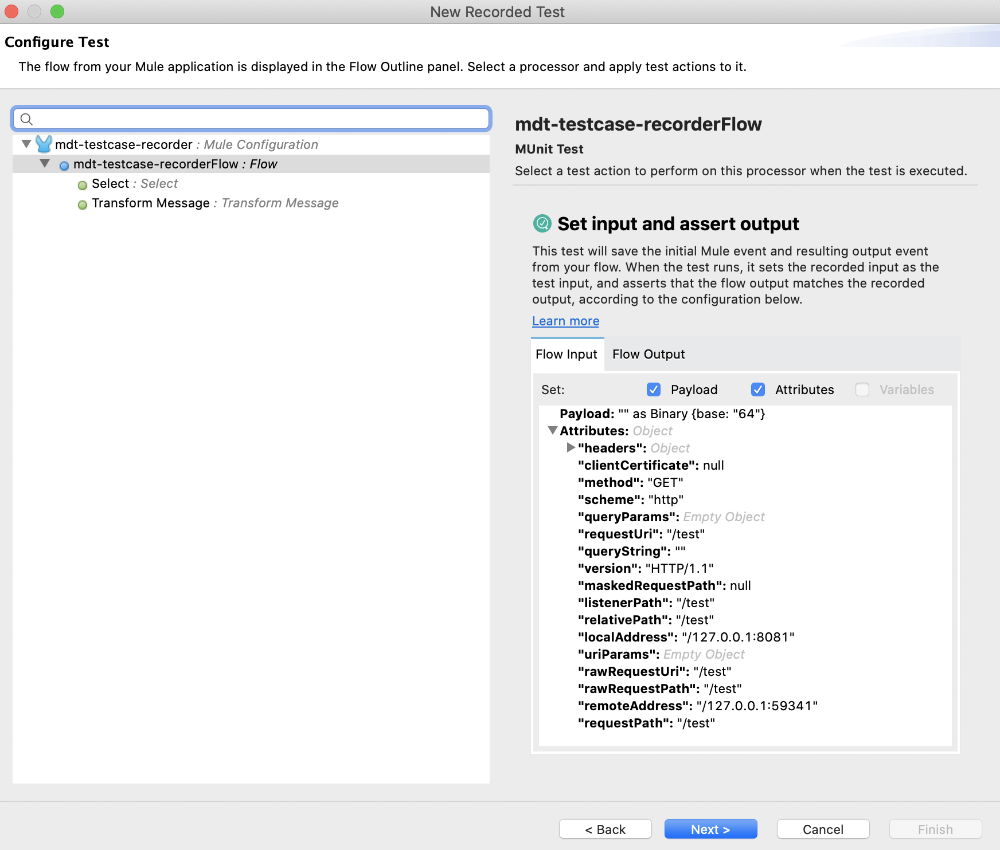 New Recorded Test
Configure Test
The flow from your Mule application is displayed in the Flow Outline panel. Select a processor and apply test actions to it.
mdt-testcase-recorder : Mule Configuration
mdt-testcase-recorderFlow : Flow
Select : Select
Transform Message : Transform Message
mdt-testcase-recorderFlow
MUnit Test
Select a test action to perform on this processor when the test is executed.
Set input and assert output
This test will save the initial Mule event and resulting output event
from your flow. When the test runs, it sets the recorded input as the
test input, and asserts that the flow output matches the recorded
output, according to the configuration below.
Learn more
Flow Input Flow Output
Set: Payload Attributes Variables
Payload: "" as Binary {base: "64"}
Attributes: Object
"headers": Object
"clientCertificate": null
"method": "GET"
"scheme": "http"
"queryParams": Empty Object
"requestUri": "/test"
"queryString": ""
"version": "HTTP/1.1"
"maskedRequestPath": null
"listenerPath": "/test"
"relativePath": "/test"
"localAddress": "/127.0.0.1:8081"
"uriParams": Empty Object
"rawRequestUri": "/test"
"rawRequestPath": "/test"
"remoteAddress": "/127.0.0.1:59341"
"requestPath": "/test"
< Back Next > Cancel Finish